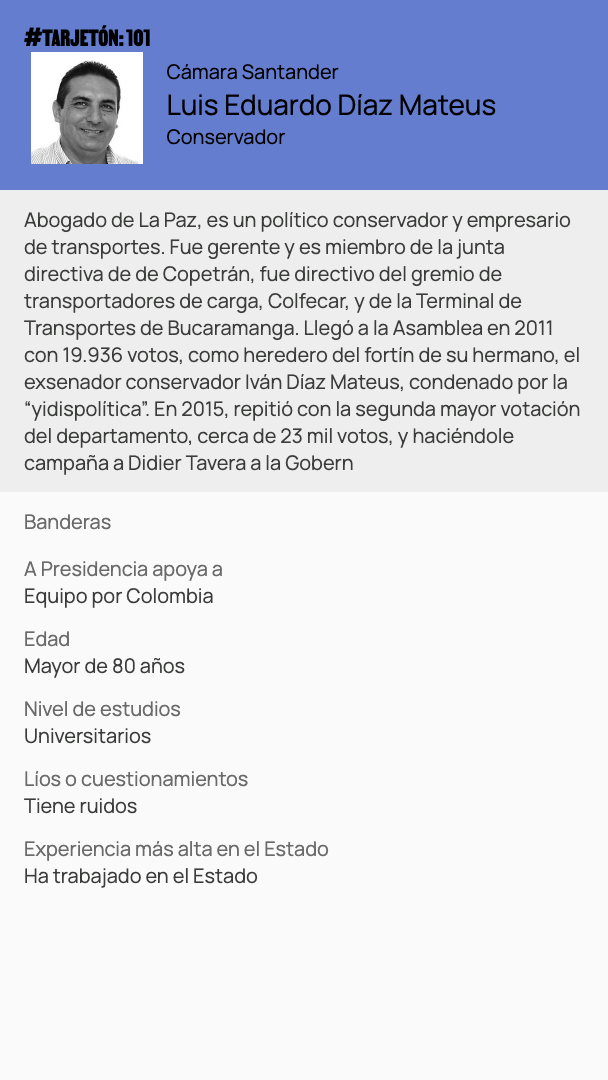 #TARJETÓN: 101
Cámara Santander
Luis Eduardo Díaz Mateus
Conservador
Abogado de La Paz, es un político conservador y empresario
de transportes. Fue gerente y es miembro de la junta
directiva de de Copetrán, fue directivo del gremio de
transportadores de carga, Colfecar, y de la Terminal de
Transportes de Bucaramanga. Llegó a la Asamblea en 2011
con 19.936 votos, como heredero del fortín de su hermano, el
exsenador conservador Iván Díaz Mateus, condenado por la
“yidispolítica”. En 2015, repitió con la segunda mayor votación
del departamento, cerca de 23 mil votos, y haciéndole
campaña a Didier Tavera a la Gobern
Banderas
A Presidencia apoya a
Equipo por Colombia
Edad
Mayor de 80 años
Nivel de estudios
Universitarios
Líos o cuestionamientos
Tiene ruidos
Experiencia más alta en el Estado
Ha trabajado en el Estado